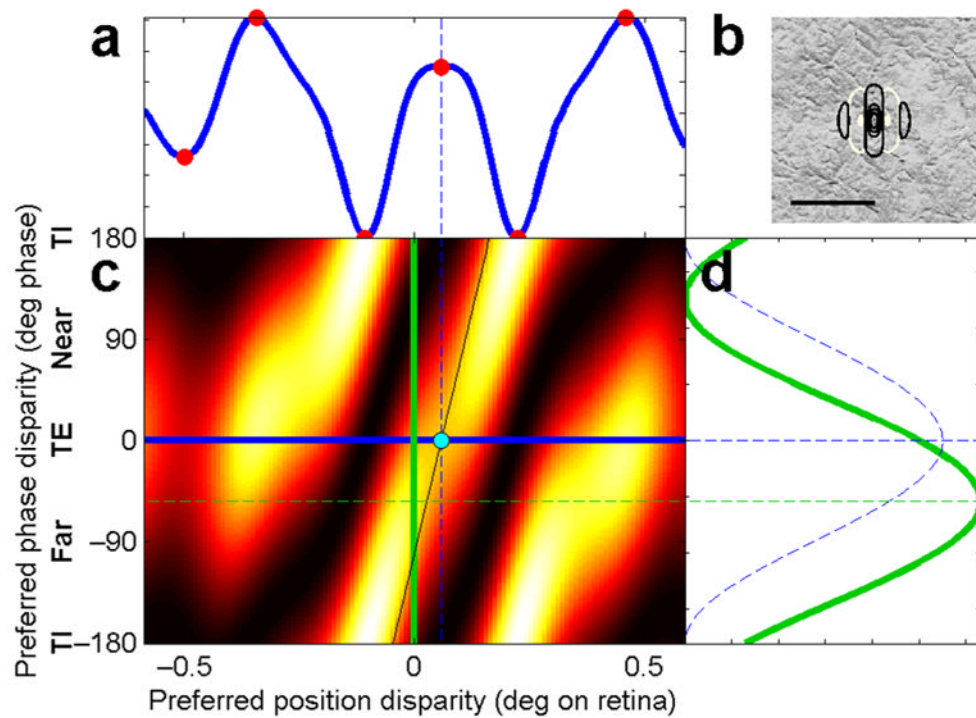 a
b
c
d
Preferred phase disparity (deg phase)
TI
Near
TE
Far
TI
180
90
0
−90
−180
−0.5
0
0.5
Preferred position disparity (deg on retina)